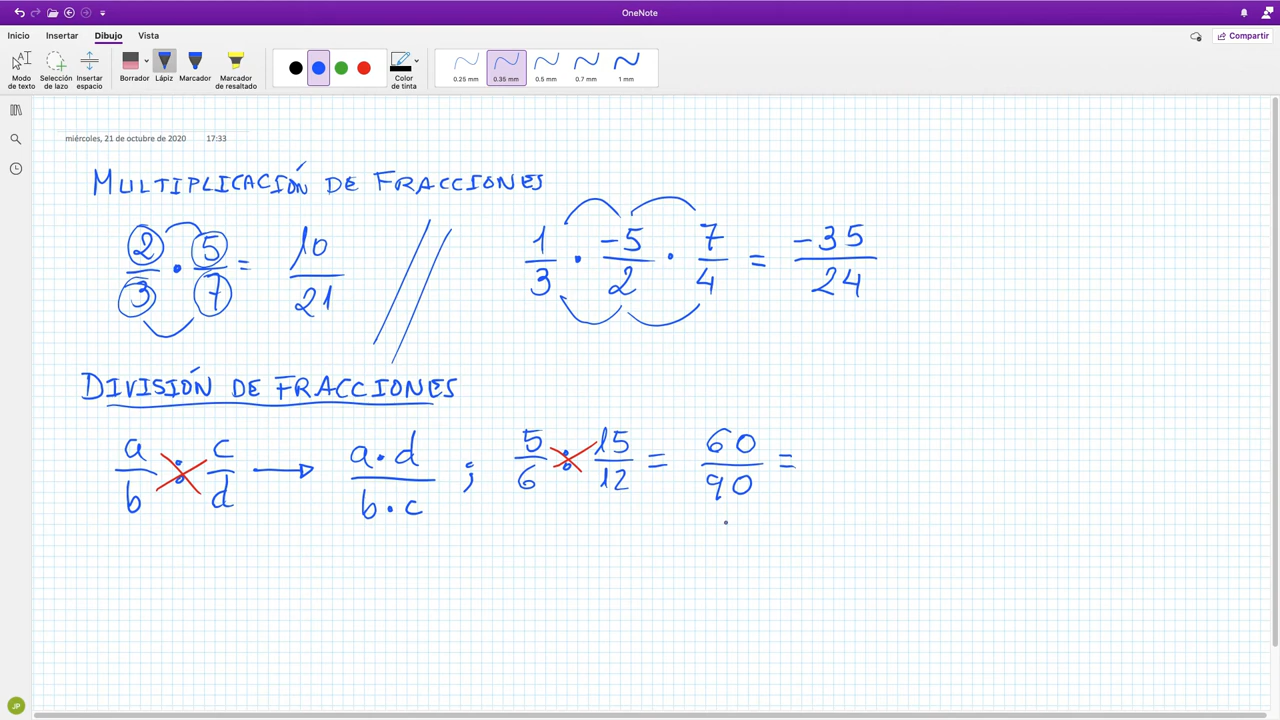 OneNote
Inicio Insertar Dibujo Vista Compartir
Modo de texto Selección de lazo Insertar espacio Borrador Lápiz Marcador Marcador de resaltado Color de tinta 0.25 mm 0.35 mm 0.5 mm 0.7 mm 1 mm
miércoles, 21 de octubre de 2020 17:33
MULTIPLICACIÓN DE FRACCIONES
2/3 · 5/7 = 10/21 // 1/3 · -5/2 · 7/4 = -35/24
DIVISIÓN DE FRACCIONES
a/b : c/d → a·d/b·c ; 5/6 : 15/12 = 60/90 =
JP